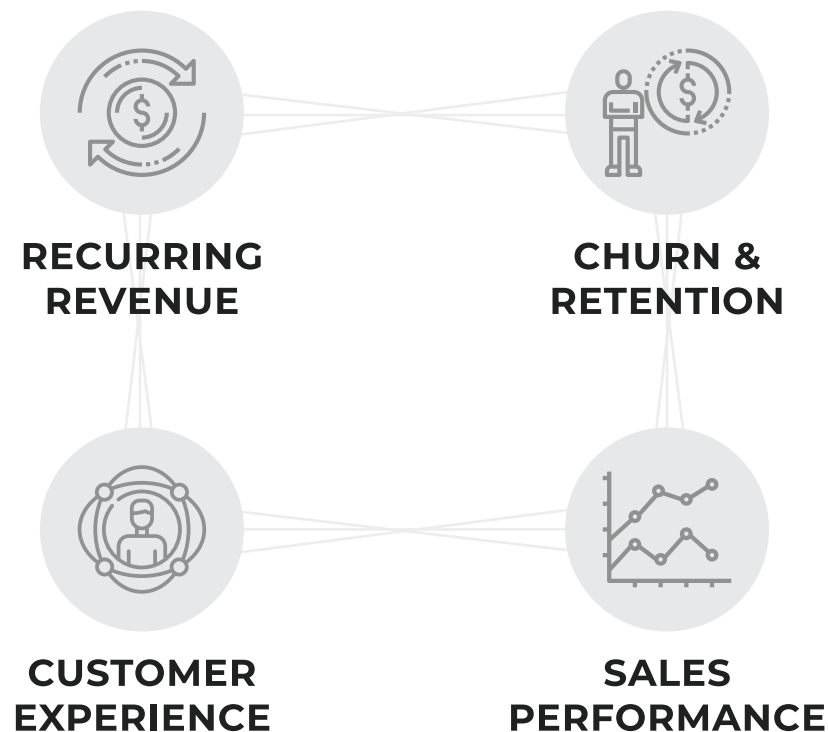 RECURRING
REVENUE
CHURN &
RETENTION
CUSTOMER
EXPERIENCE
SALES
PERFORMANCE